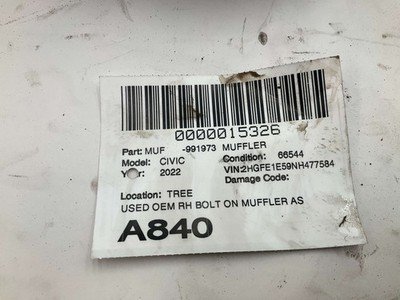 0000015326
Part: MUF -991973 MUFFLER
Model: CIVIC Condition: 66544
Year: 2022 VIN:2HGFE1E59NH477584
Damage Code:
Location: TREE
USED OEM RH BOLT ON MUFFLER AS
A840